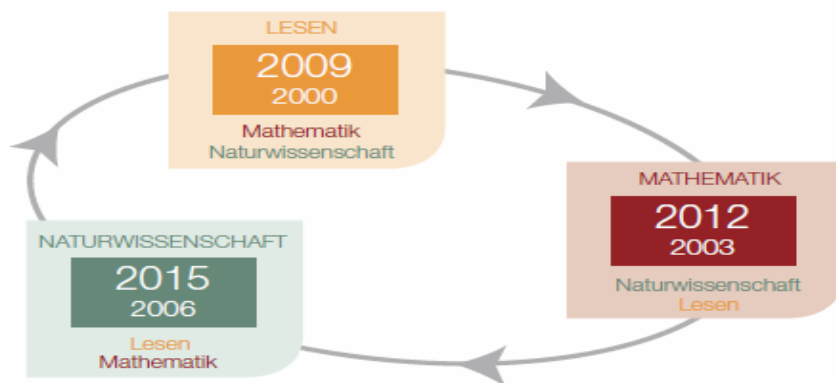 LESEN
2009
2000
Mathematik
Naturwissenschaft
MATHEMATIK
2012
2003
Naturwissenschaft
Lesen
NATURWISSENSCHAFT
2015
2006
Lesen
Mathematik